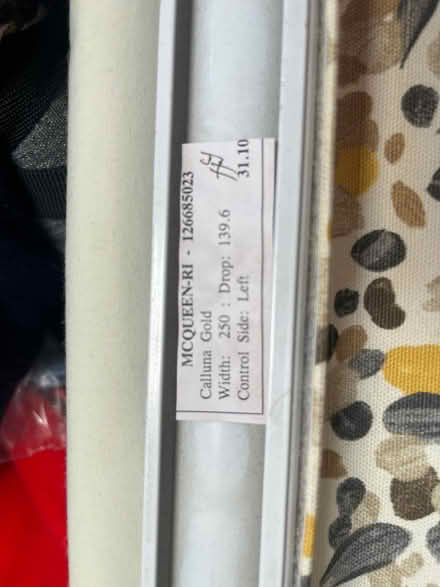 MCQUEEN-RI - 126685023
Calluna Gold
Width: 250 : Drop: 139.6
Control Side: Left 31.10